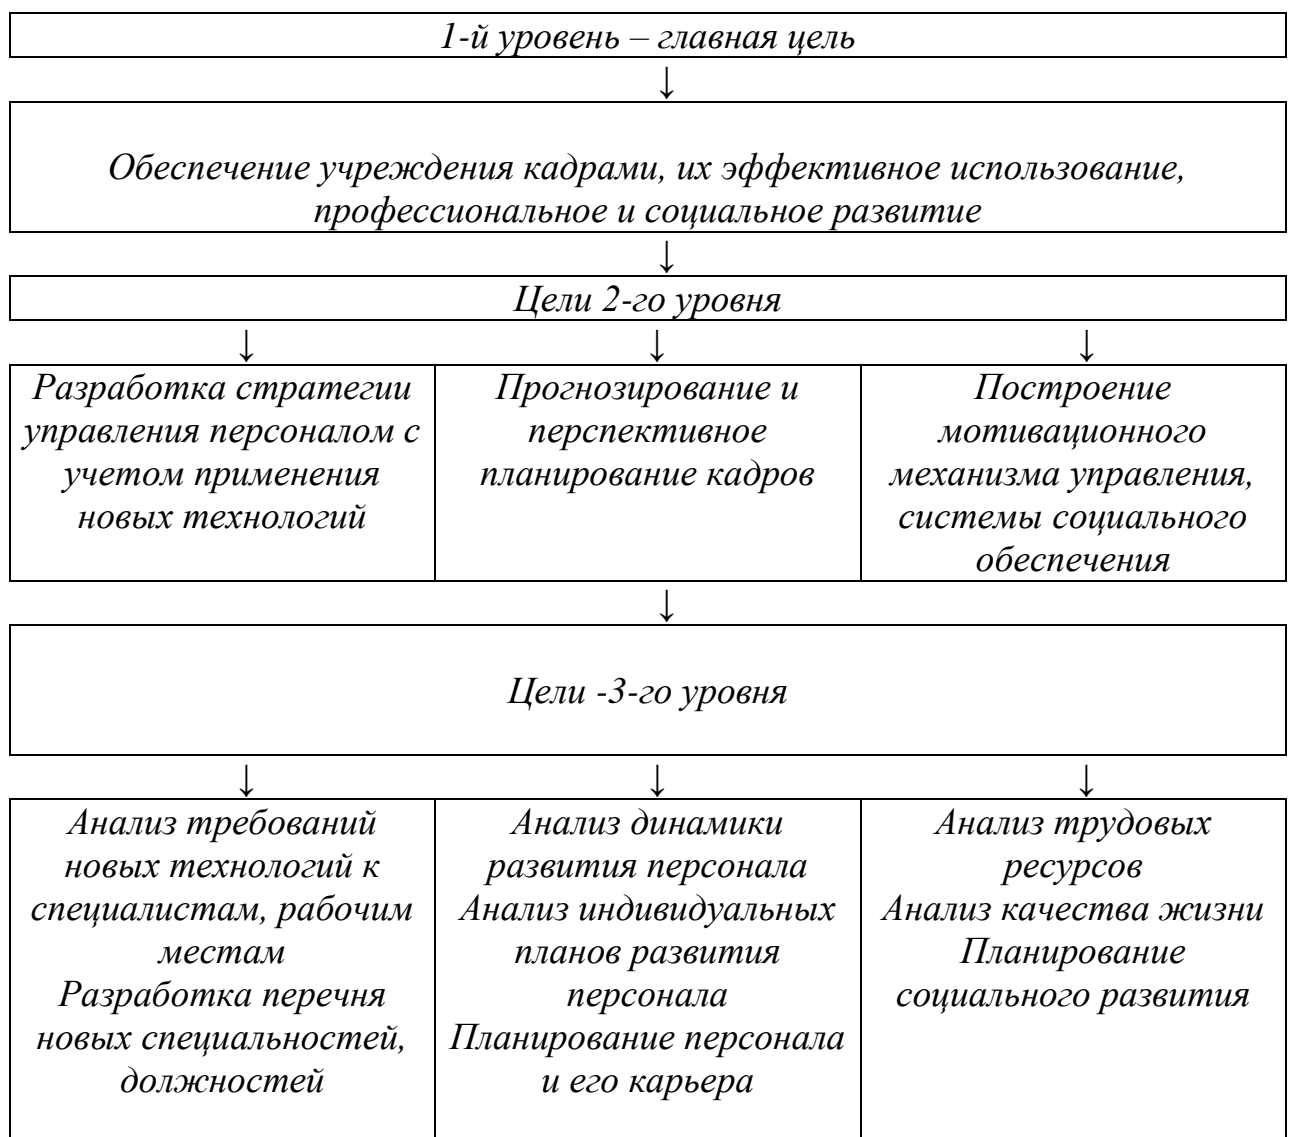 1-й уровень – главная цель
↓
Обеспечение учреждения кадрами, их эффективное использование,
профессиональное и социальное развитие
↓
Цели 2-го уровня
↓ ↓ ↓
Разработка стратегии
управления персоналом с
учетом применения
новых технологий
Прогнозирование и
перспективное
планирование кадров
Построение
мотивационного
механизма управления,
системы социального
обеспечения
↓
Цели -3-го уровня
↓ ↓ ↓
Анализ требований
новых технологий к
специалистам, рабочим
местам
Разработка перечня
новых специальностей,
должностей
Анализ динамики
развития персонала
Анализ индивидуальных
планов развития
персонала
Планирование персонала
и его карьера
Анализ трудовых
ресурсов
Анализ качества жизни
Планирование
социального развития